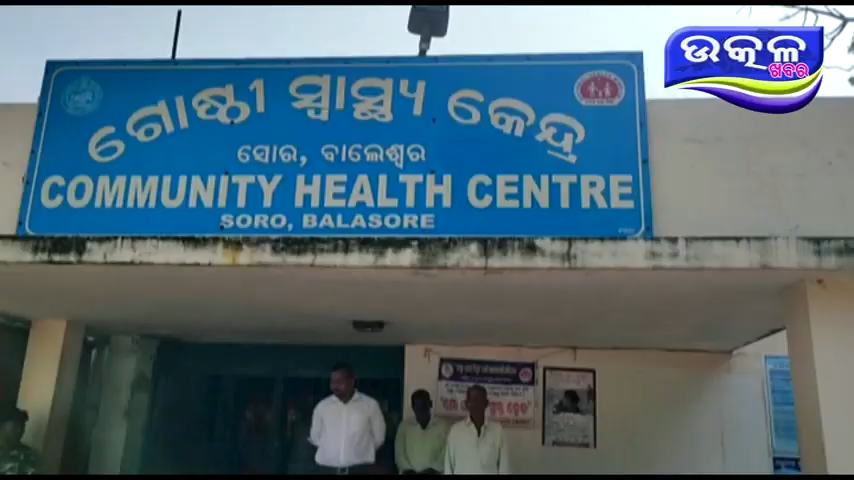 ଉତ୍କଳ
ଖବର
ଗୋଷ୍ଠୀ ସ୍ୱାସ୍ଥ୍ୟ କେନ୍ଦ୍ର
ସୋର, ବାଲେଶ୍ୱର
COMMUNITY HEALTH CENTRE
SORO, BALASORE